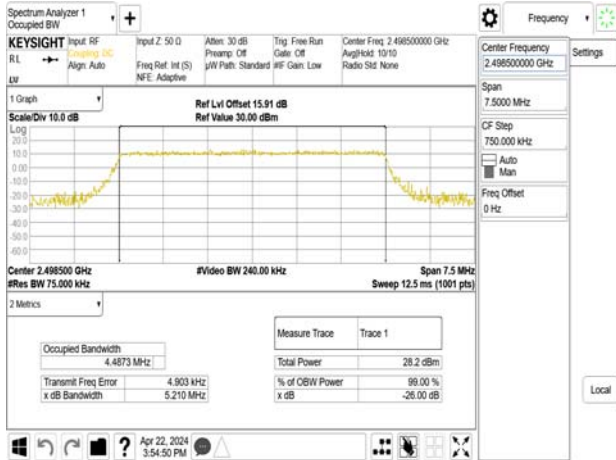 Spectrum Analyzer 1
Occupied BW
Frequency
KEYSIGHT
Input: RF
Coupling: DC
Align: Auto
Input Z: 50 Ω
Freq Ref: Int (S)
NFE: Adaptive
Atten: 30 dB
Preamp: Off
µW Path: Standard
Trig: Free Run
Gate: Off
#IF Gain: Low
Center Freq: 2.498500000 GHz
Avg|Hold: 10/10
Radio Std: None
RL
LXI
1 Graph
Scale/Div 10.0 dB
Ref Lvl Offset 15.91 dB
Ref Value 30.00 dBm
Log
20.0
10.0
0.00
-10.0
-20.0
-30.0
-40.0
-50.0
-60.0
Center 2.498500 GHz
#Video BW 240.00 kHz
Span 7.5 MHz
#Res BW 75.000 kHz
Sweep 12.5 ms (1001 pts)
2 Metrics
Measure Trace
Trace 1
Occupied Bandwidth
4.4873 MHz
Total Power
28.2 dBm
Transmit Freq Error
4.903 kHz
% of OBW Power
99.00 %
x dB Bandwidth
5.210 MHz
x dB
-26.00 dB
Apr 22, 2024
3:54:50 PM
Center Frequency
2.498500000 GHz
Settings
Span
7.5000 MHz
CF Step
750.000 kHz
Auto
Man
Freq Offset
0 Hz
Local